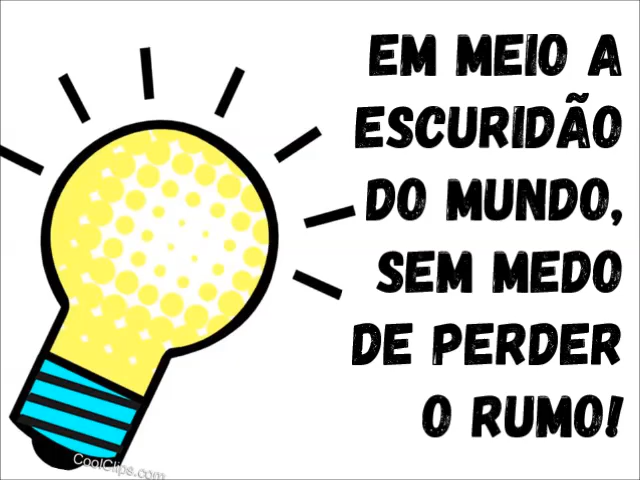 EM MEIO A
ESCURIDÃO
DO MUNDO,
SEM MEDO
DE PERDER
O RUMO!
CoolClips.com